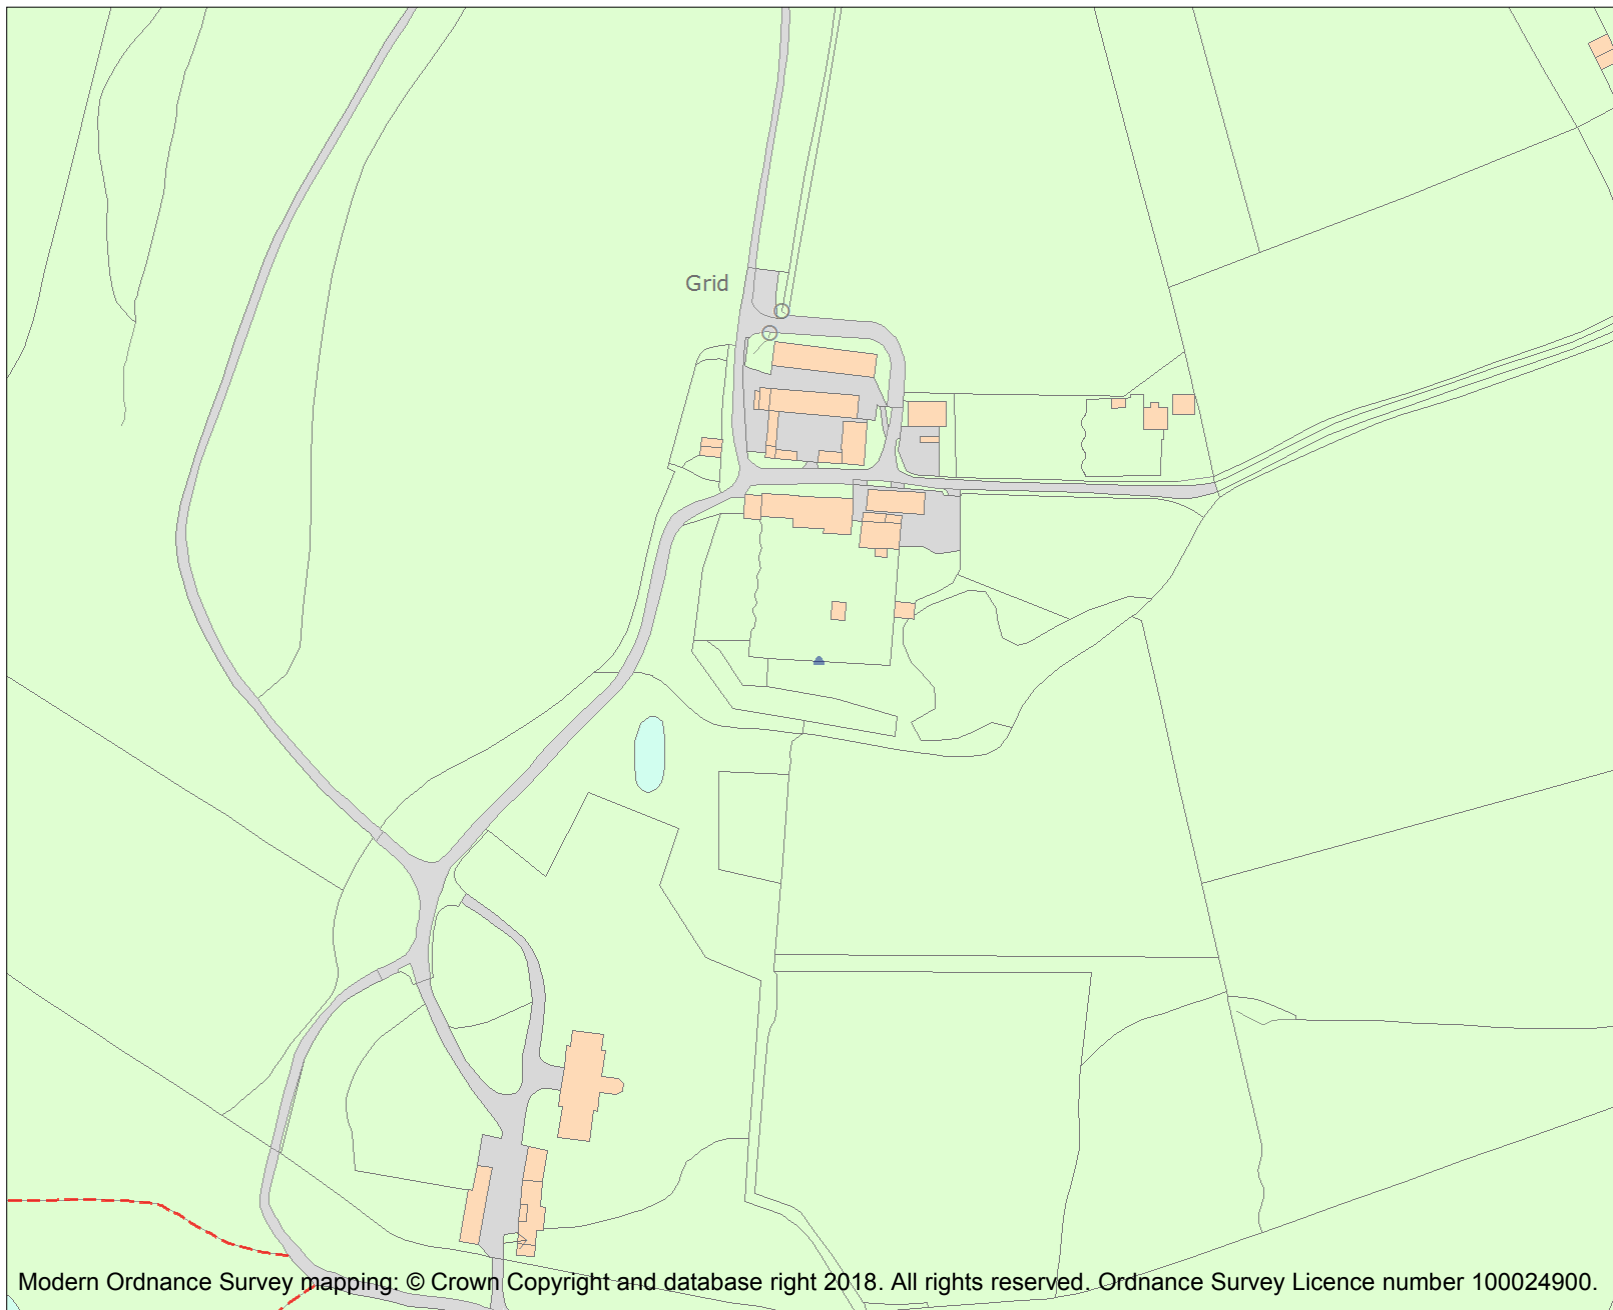 Grid
Modern Ordnance Survey mapping: © Crown Copyright and database right 2018. All rights reserved. Ordnance Survey Licence number 100024900.